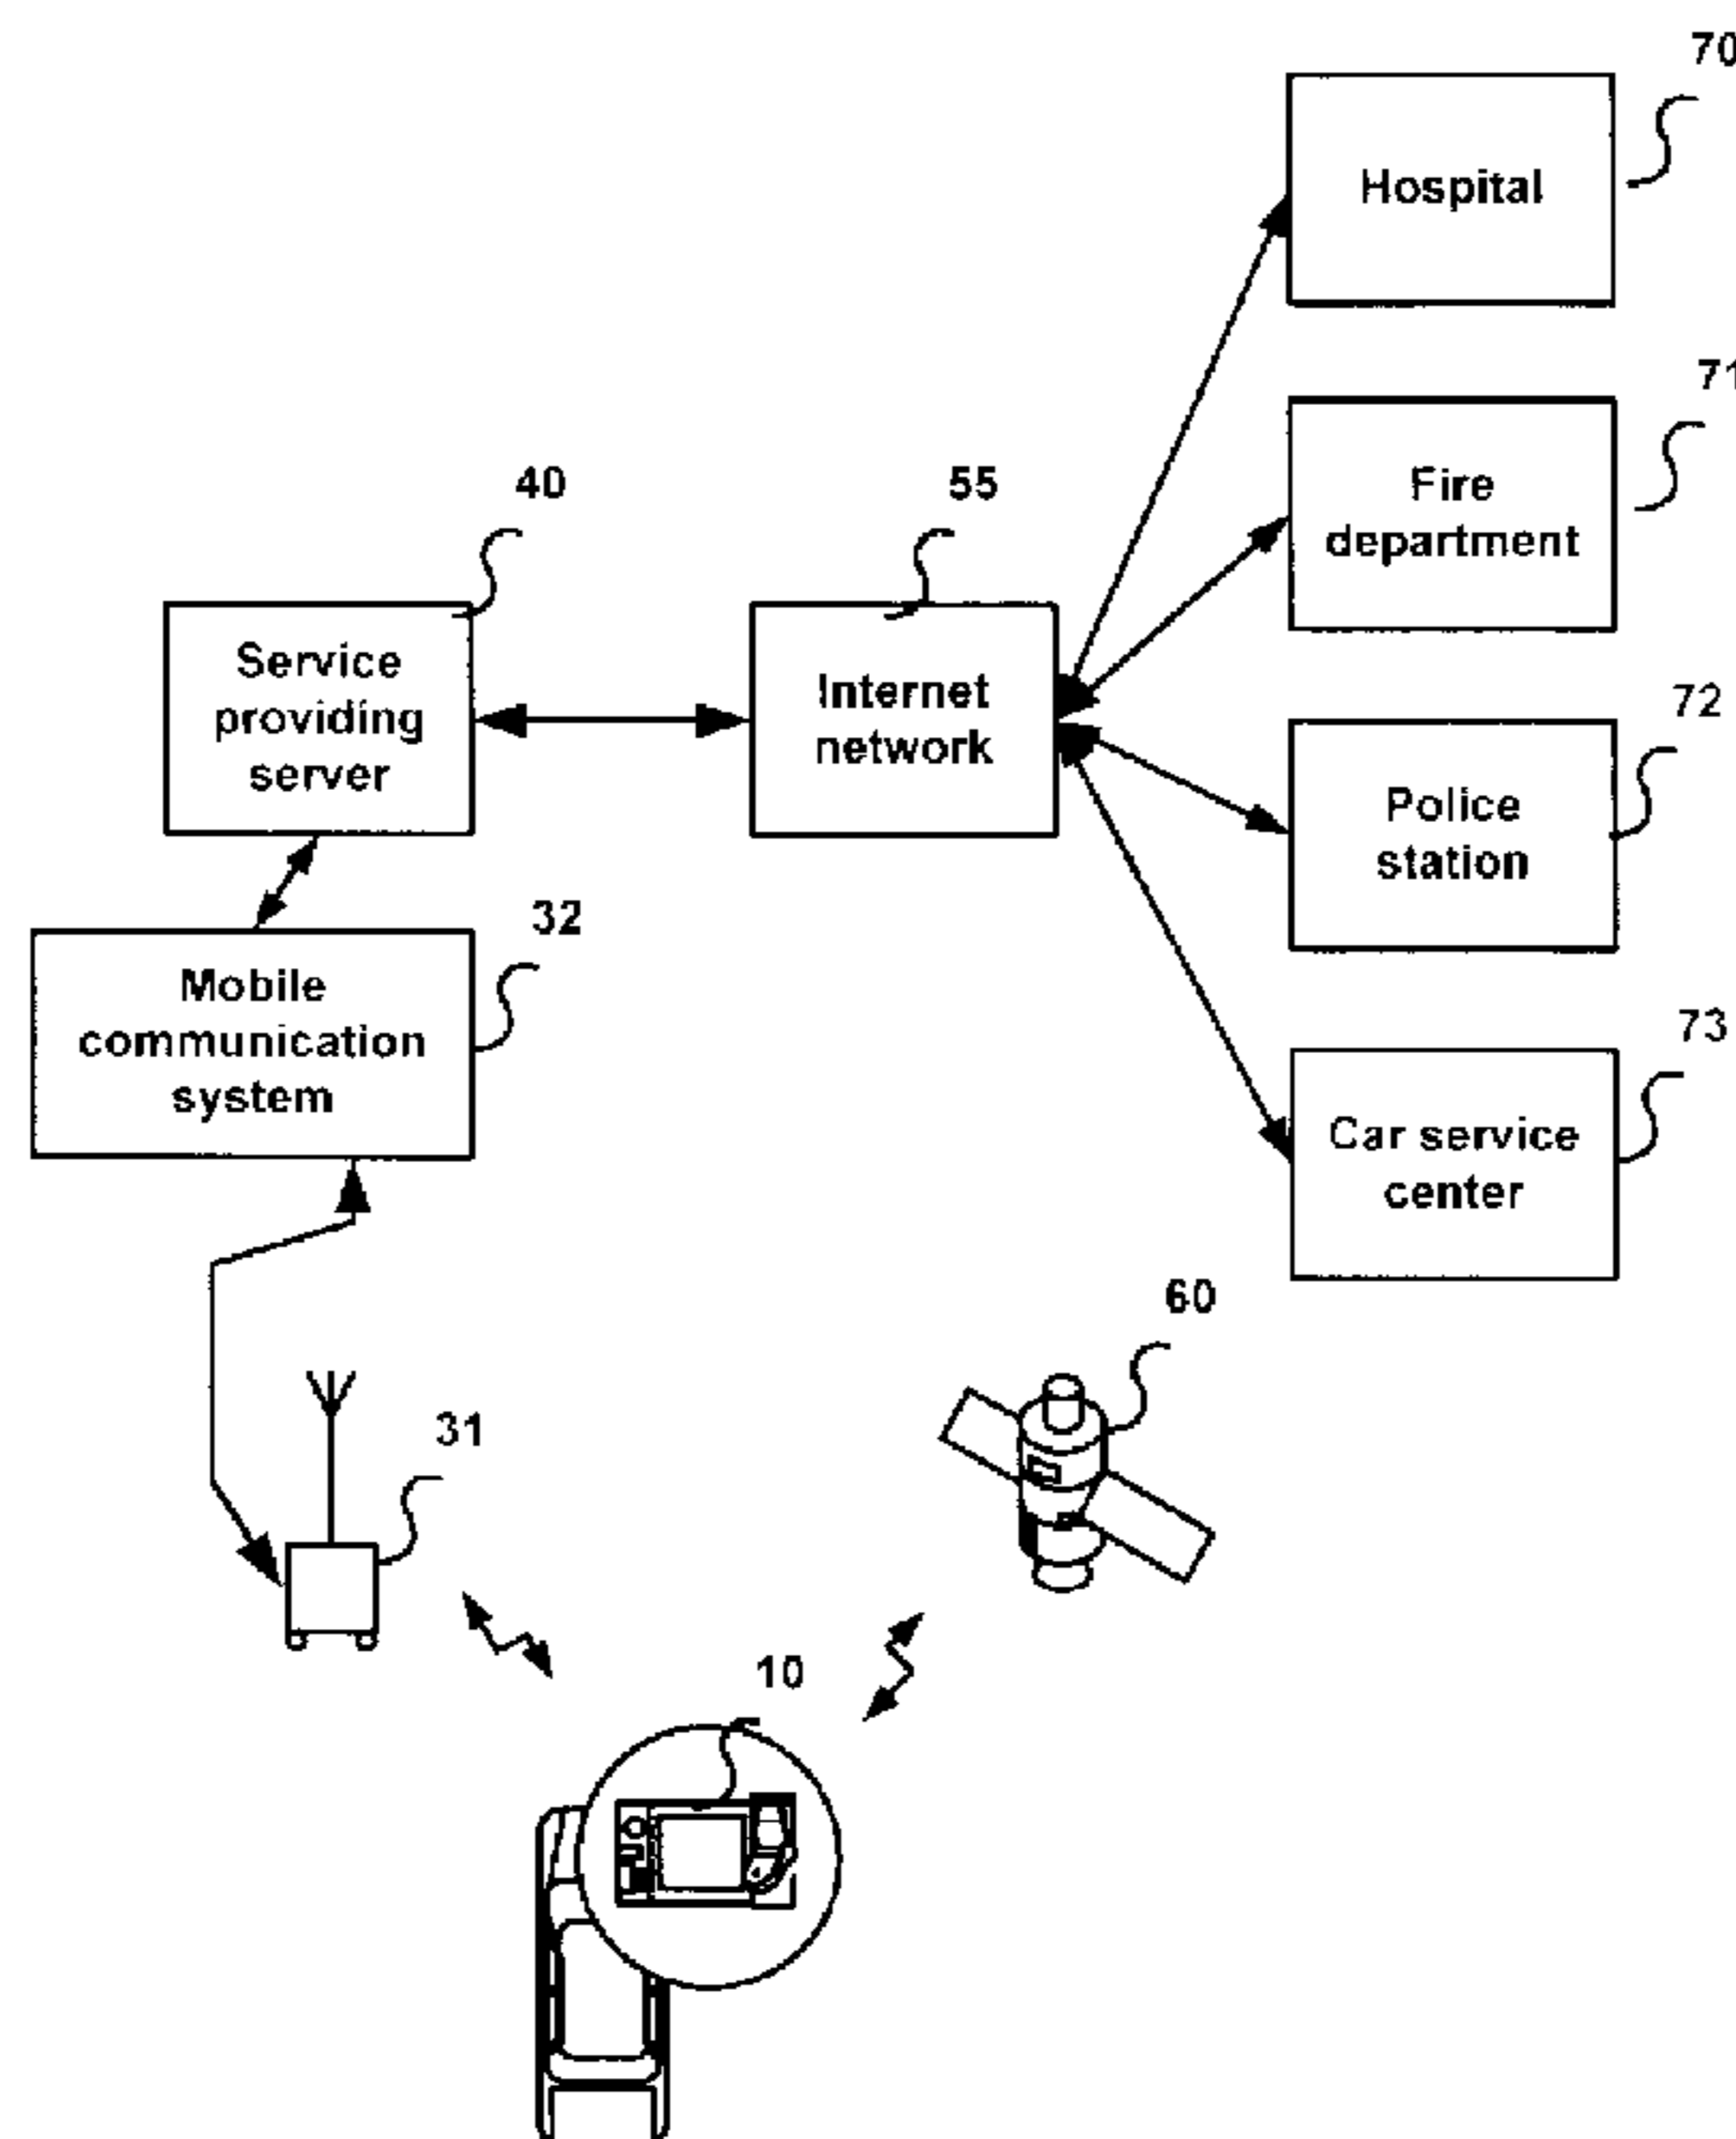 70
Hospital
71
Fire
department
40
55
Service
providing
server
Internet
network
72
Police
station
32
Mobile
communication
system
73
Car service
center
60
31
10